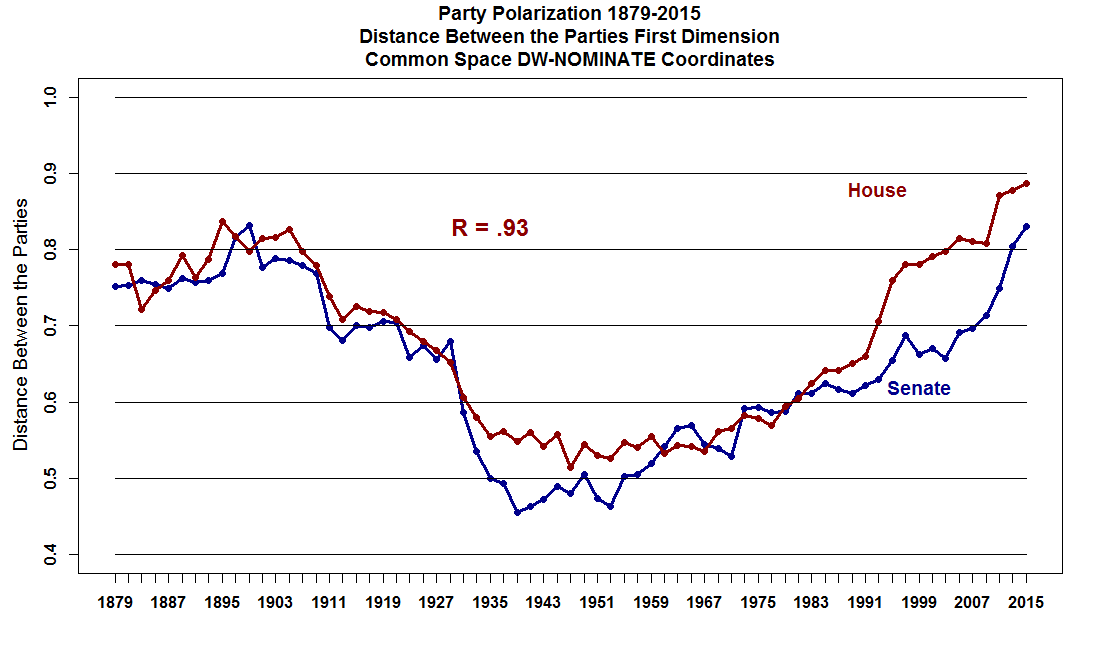 Party Polarization 1879-2015
Distance Between the Parties First Dimension
Common Space DW-NOMINATE Coordinates
Distance Between the Parties
1.0
0.9
0.8
0.7
0.6
0.5
0.4
House
R = .93
Senate
1879 1887 1895 1903 1911 1919 1927 1935 1943 1951 1959 1967 1975 1983 1991 1999 2007 2015